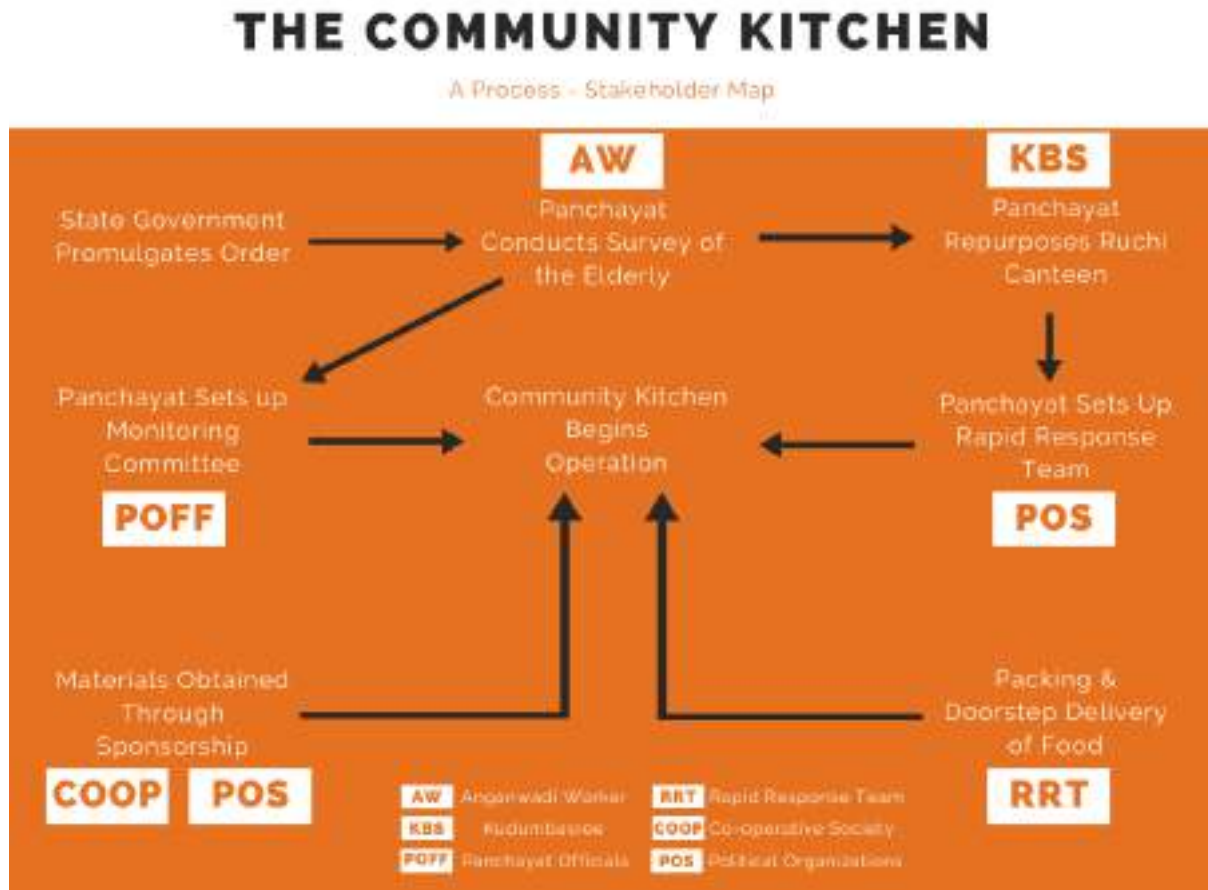 THE COMMUNITY KITCHEN
A Process - Stakeholder Map
State Government
Promulgates Order
AW
Panchayat
Conducts Survey of
the Elderly
KBS
Panchayat
Repurposes Ruchi
Canteen
Panchayat Sets up
Monitoring
Committee
POFF
Community Kitchen
Begins
Operation
Panchayat Sets Up
Rapid Response
Team
POS
Materials Obtained
Through
Sponsorship
COOP POS
Packing &
Doorstep Delivery
of Food
RRT
AW Anganwadi Worker
KBS Kudumbasree
POFF Panchayat Officials
RRT Rapid Response Team
COOP Co-operative Society
POS Political Organizations